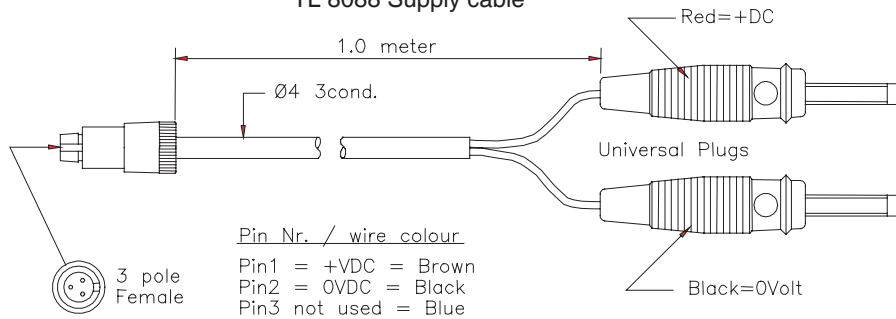 TL 8088 Supply cable
Red=+DC
1.0 meter
Ø4 3cond.
Universal Plugs
Pin Nr. / wire colour
Pin1 = +VDC = Brown
Pin2 = 0VDC = Black
Pin3 not used = Blue
3 pole
Female
Black=0Volt